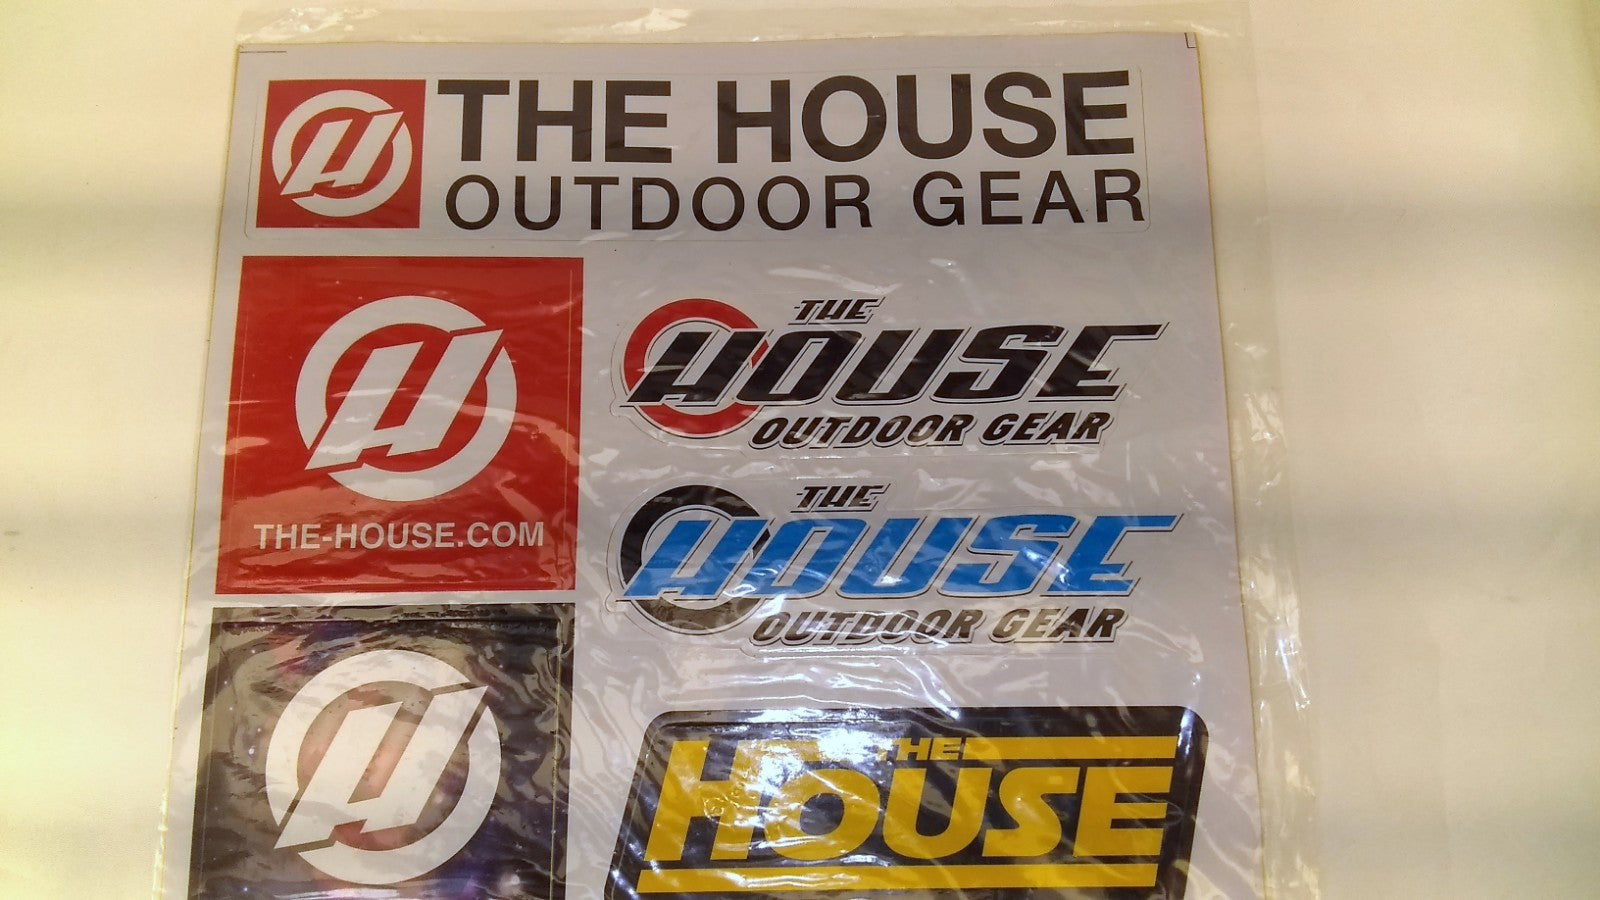 H THE HOUSE
OUTDOOR GEAR
H
THE-HOUSE.COM
THE
HOUSE
OUTDOOR GEAR
THE
HOUSE
OUTDOOR GEAR
H
THE
HOUSE